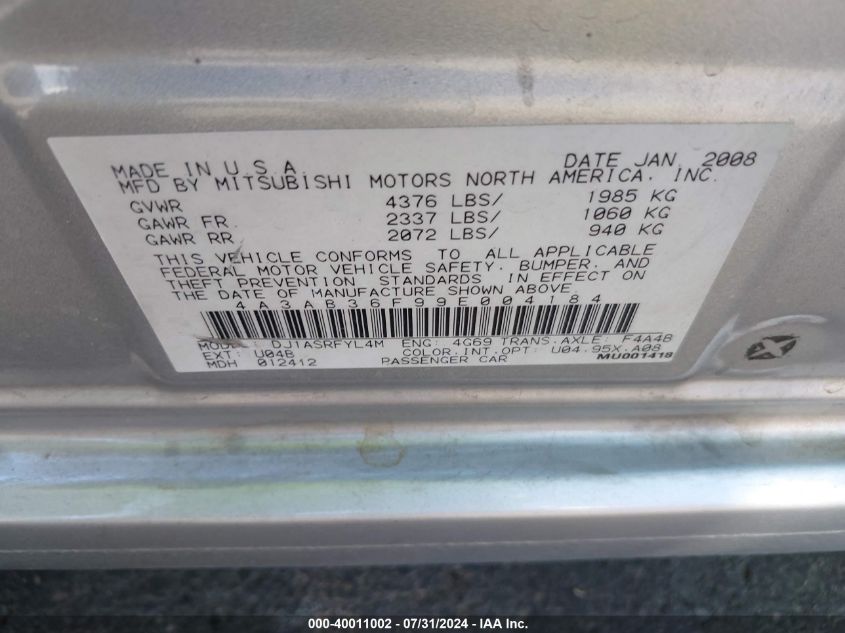 MADE IN U.S.A. DATE JAN. 2008
MFD BY MITSUBISHI MOTORS NORTH AMERICA, INC.
GVWR 4376 LBS/ 1985 KG
GAWR FR. 2337 LBS/ 1060 KG
GAWR RR 2072 LBS/ 940 KG
THIS VEHICLE CONFORMS TO ALL APPLICABLE
FEDERAL MOTOR VEHICLE SAFETY, BUMPER, AND
THEFT PREVENTION STANDARDS IN EFFECT ON
THE DATE OF MANUFACTURE SHOWN ABOVE.
4A3AB36F99E004184
MODEL: DJ1ASRFYL4M ENG: 4G69 TRANS.AXLE: F4A48
EXT: U04B COLOR.INT.OPT: U04.95X.A08
MDH 012412 PASSENGER CAR MU001418
000-40011002 - 07/31/2024 - IAA Inc.